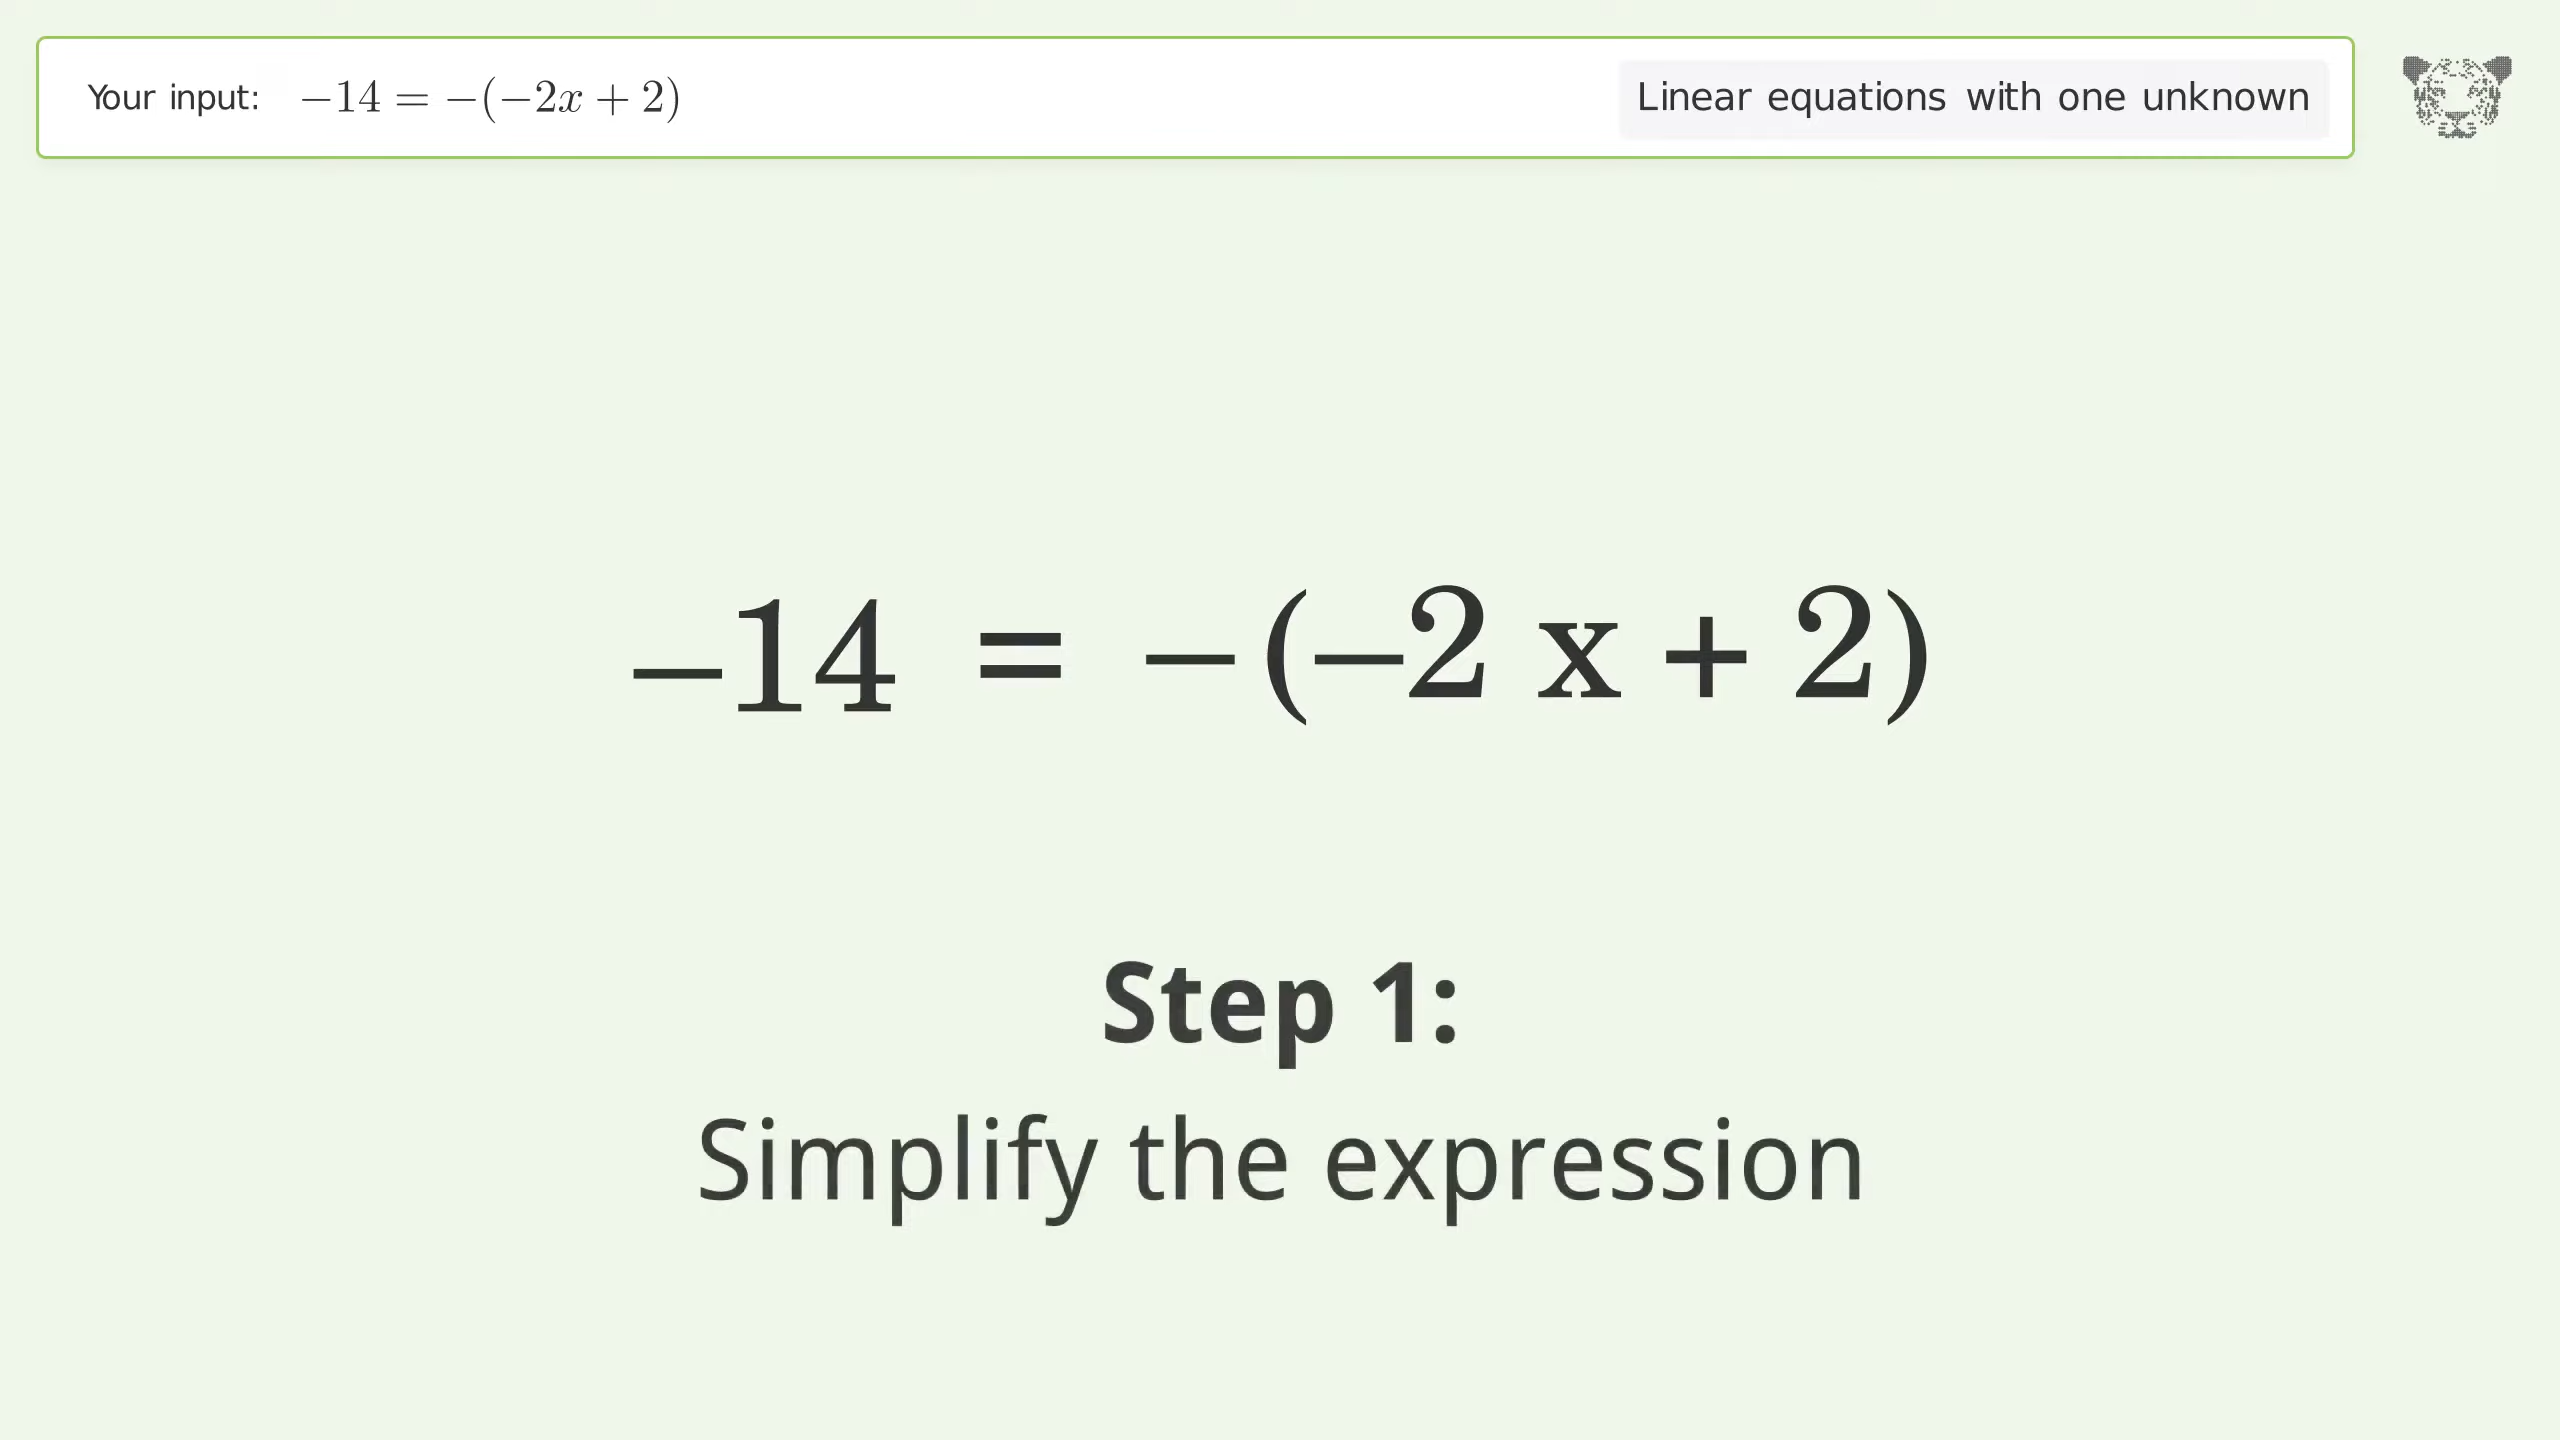 Your input: −14 = −(−2x + 2)
Linear equations with one unknown
−14 = −(−2 x + 2)
Step 1:
Simplify the expression